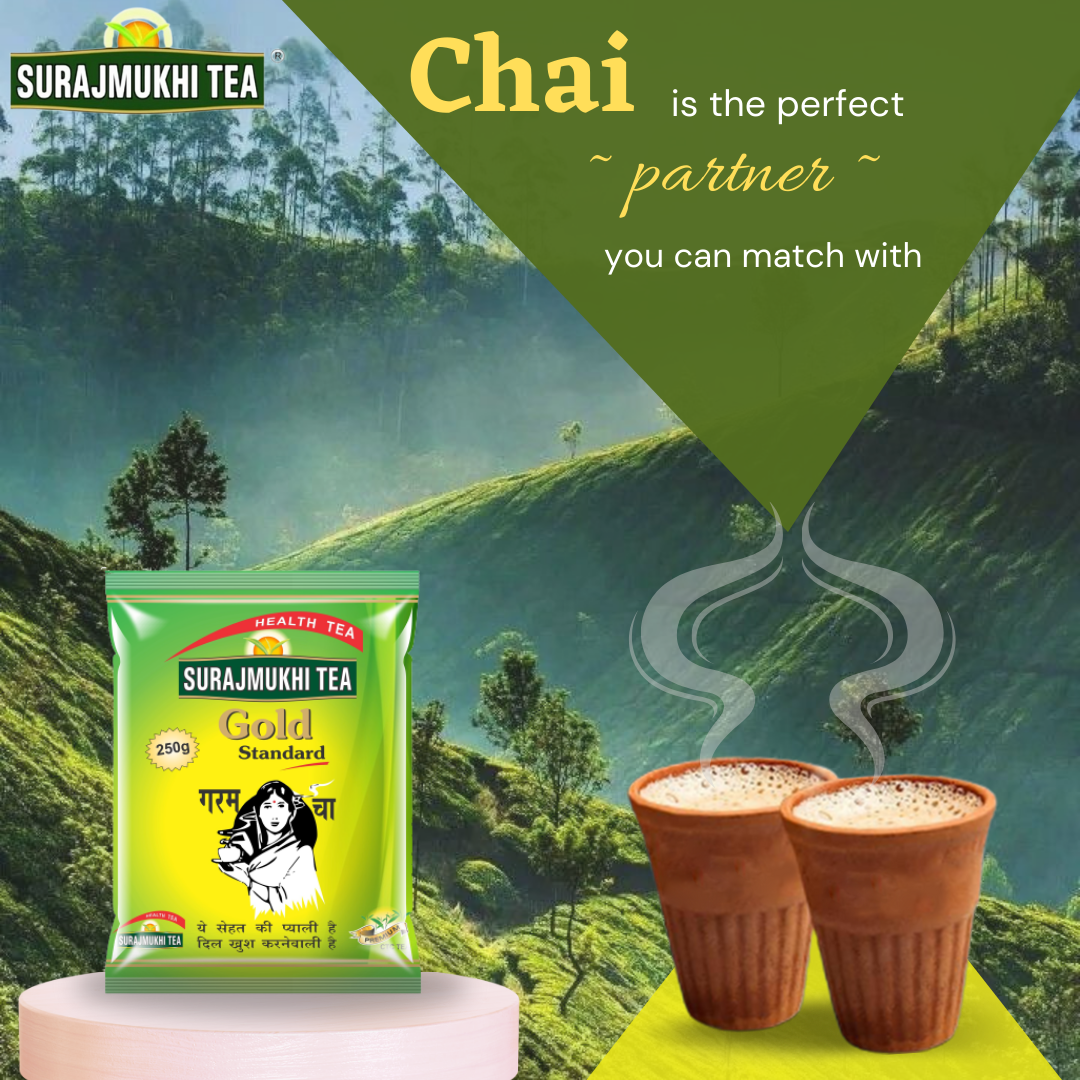 SURAJMUKHI TEA ®
Chai is the perfect
~ partner ~
you can match with
HEALTH TEA
SURAJMUKHI TEA
Gold
Standard
250g
गरम चा
ये सेहत की प्याली है
दिल खुश करनेवाली है
HEALTH TEA
SURAJMUKHI TEA
PREMIUM